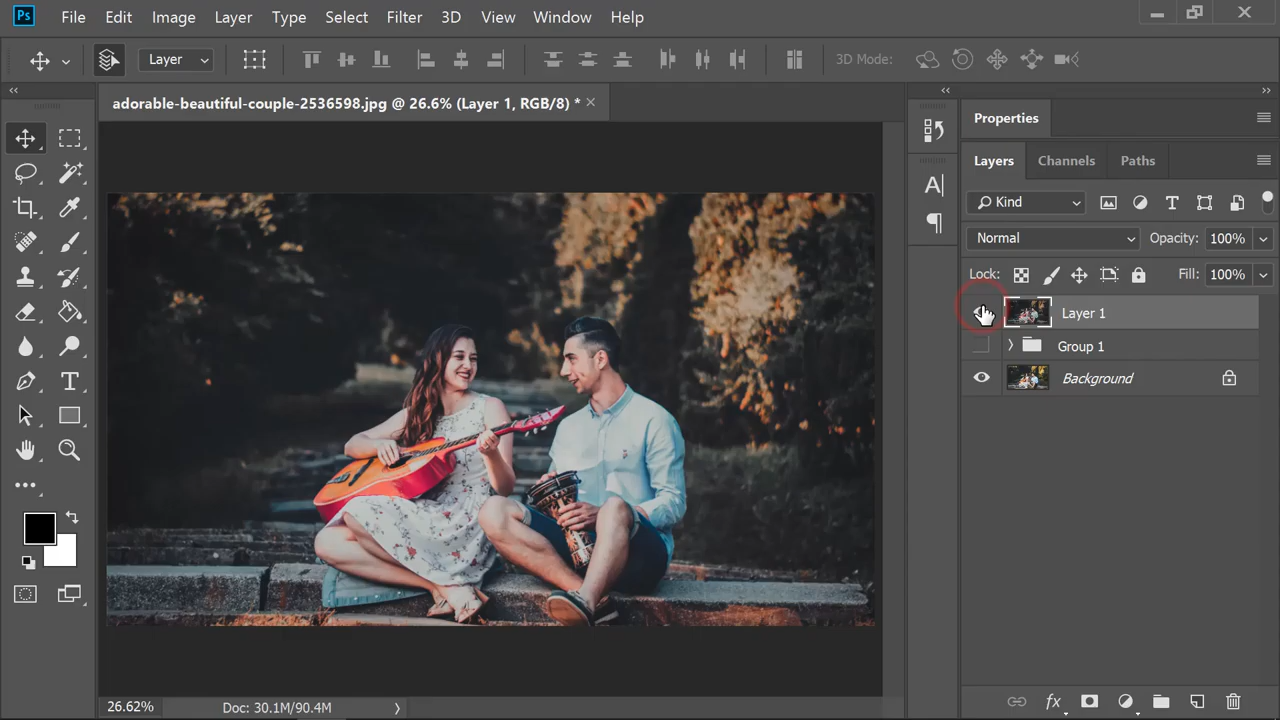 Ps File Edit Image Layer Type Select Filter 3D View Window Help
Layer 3D Mode:
adorable-beautiful-couple-2536598.jpg @ 26.6% (Layer 1, RGB/8) *
Properties
Layers Channels Paths
Kind
Normal Opacity: 100%
Lock: Fill: 100%
Layer 1
Group 1
Background
26.62% Doc: 30.1M/90.4M